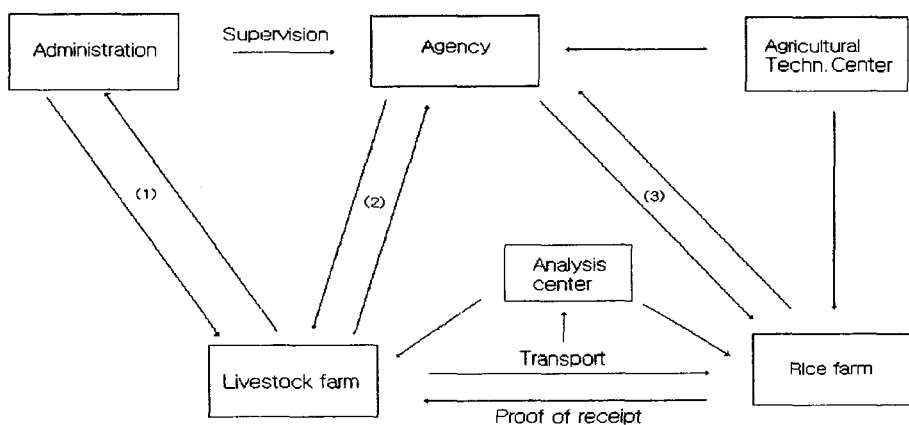 Supervision
Administration
Agency
Agricultural
Techn. Center
(1)
(2)
(3)
Analysis
center
Transport
Livestock farm
Rice farm
Proof of receipt